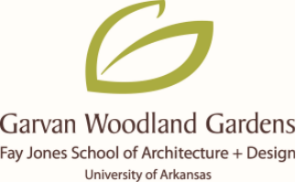 Garvan Woodland Gardens
Fay Jones School of Architecture + Design
University of Arkansas